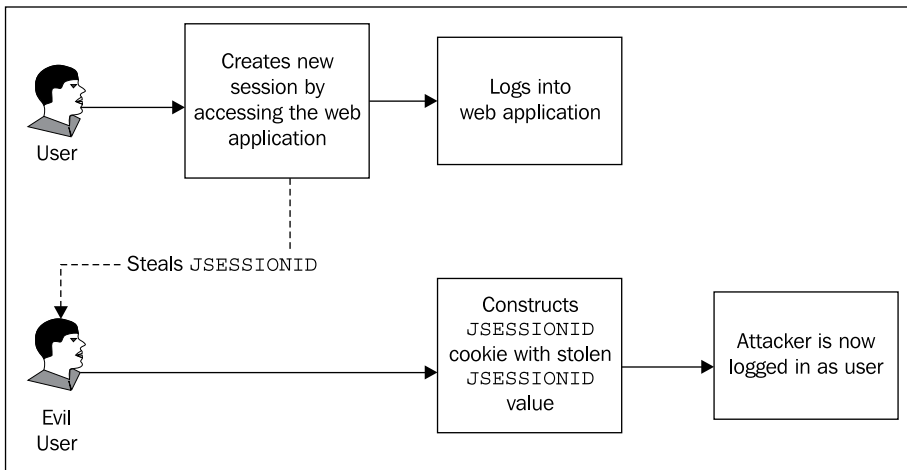 Creates new
session by
accessing the web
application
Logs into
web application
User
Steals JSESSIONID
Constructs
JSESSIONID
cookie with stolen
JSESSIONID
value
Attacker is now
logged in as user
Evil
User